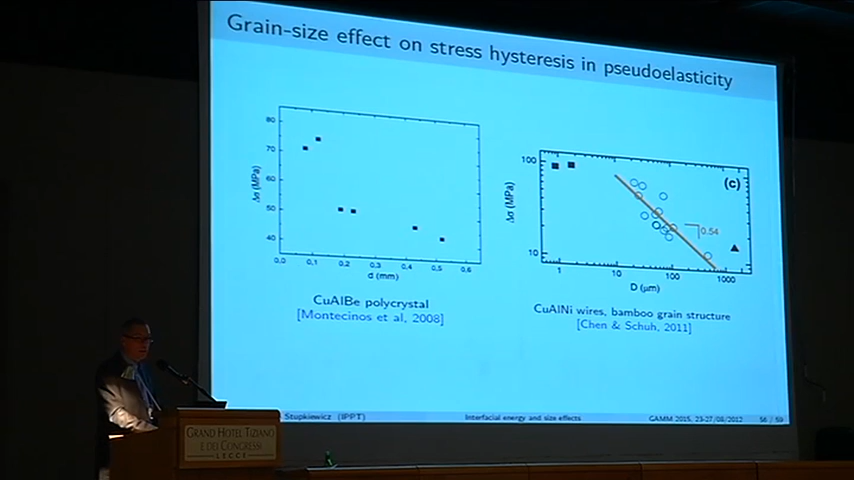 Grain-size effect on stress hysteresis in pseudoelasticity
80
70
60
50
40
Δσ (MPa)
0,0 0,1 0,2 0,3 0,4 0,5 0,6
d (mm)
CuAlBe polycrystal
[Montecinos et al, 2008]
100
10
Δσ (MPa)
(c)
0.54
1 10 100 1000
D (μm)
CuAlNi wires, bamboo grain structure
[Chen & Schuh, 2011]
Stupkiewicz (IPPT) Interfacial energy and size effects GAMM 2015, 23-27/08/2012 56 / 59
GRAND HOTEL TIZIANO
E DEI CONGRESSI
LECCE